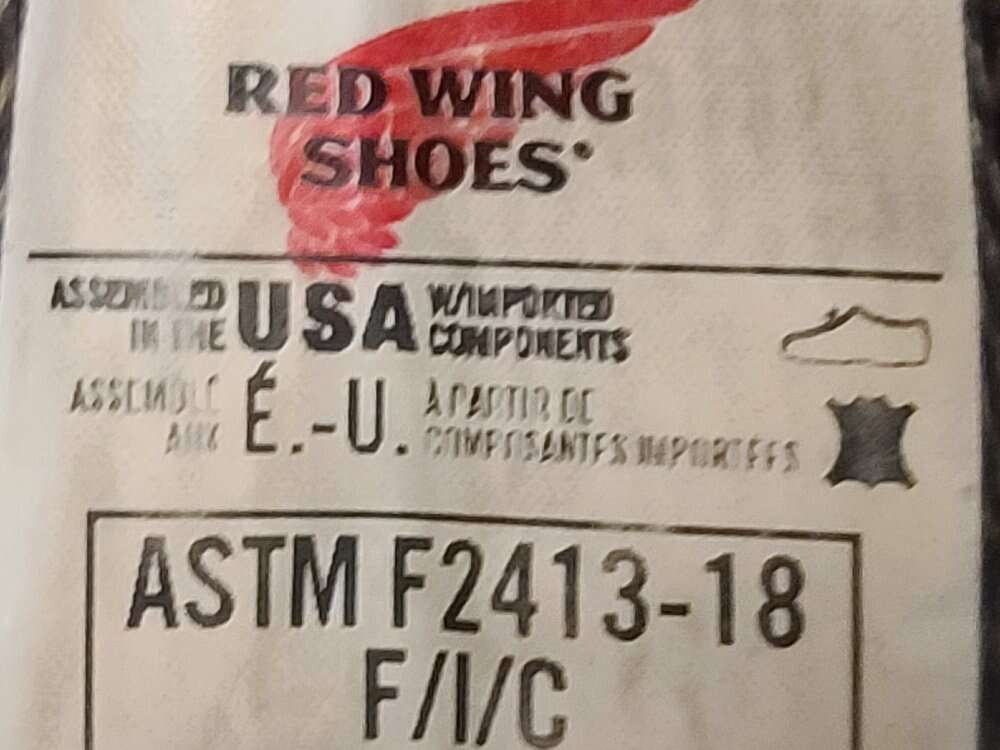 RED WING
SHOES®
ASSEMBLED
IN THE
USA
W/IMPORTED
COMPONENTS
ASSEMBLÉ
AUX
É.-U.
À PARTIR DE
COMPOSANTES IMPORTÉES
ASTM F2413-18
F/I/C